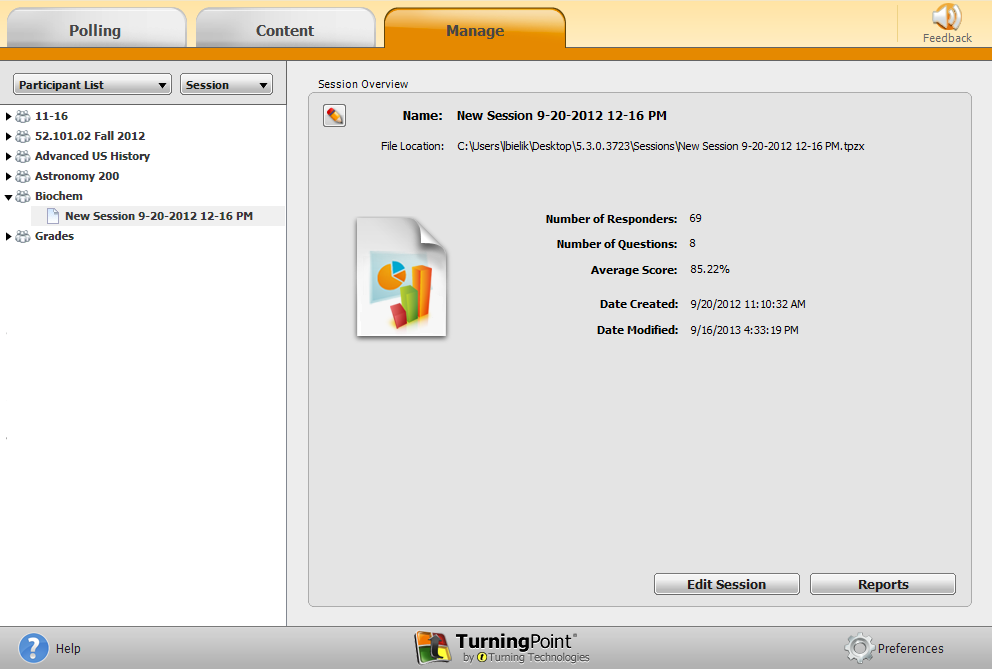 Polling
Content
Manage
Feedback
Participant List
Session
11-16
52.101.02 Fall 2012
Advanced US History
Astronomy 200
Biochem
New Session 9-20-2012 12-16 PM
Grades
Session Overview
Name: New Session 9-20-2012 12-16 PM
File Location: C:\Users\lbielik\Desktop\5.3.0.3723\Sessions\New Session 9-20-2012 12-16 PM.tpzx
Number of Responders: 69
Number of Questions: 8
Average Score: 85.22%
Date Created: 9/20/2012 11:10:32 AM
Date Modified: 9/16/2013 4:33:19 PM
Edit Session
Reports
? Help
TurningPoint®
by Turning Technologies
Preferences